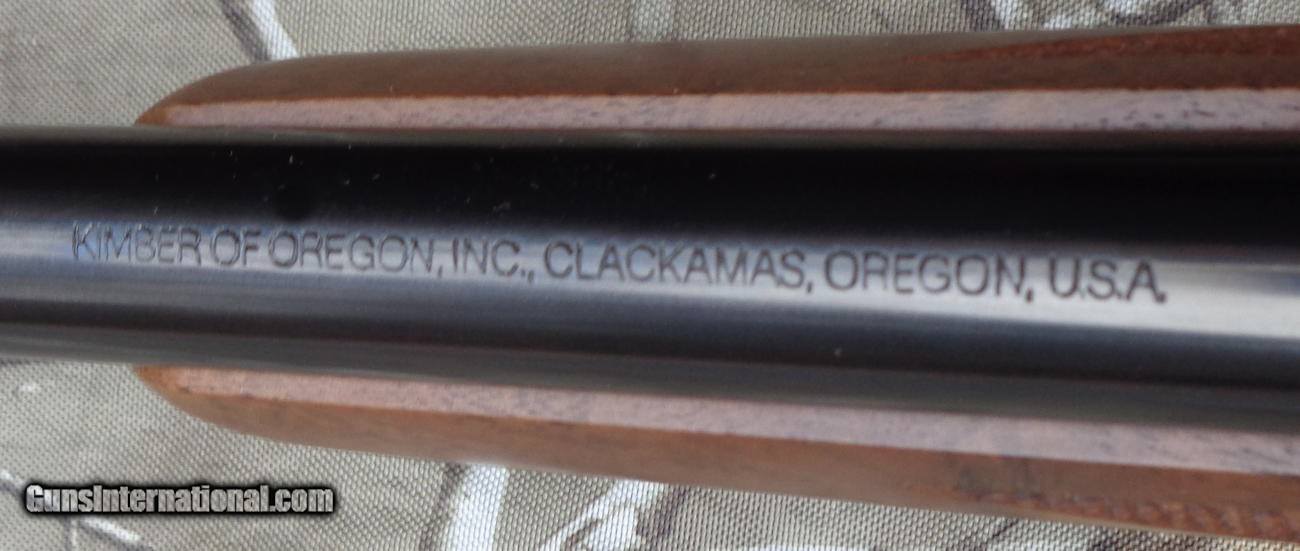 KIMBER OF OREGON, INC., CLACKAMAS, OREGON, U.S.A.
GunsInternational.com